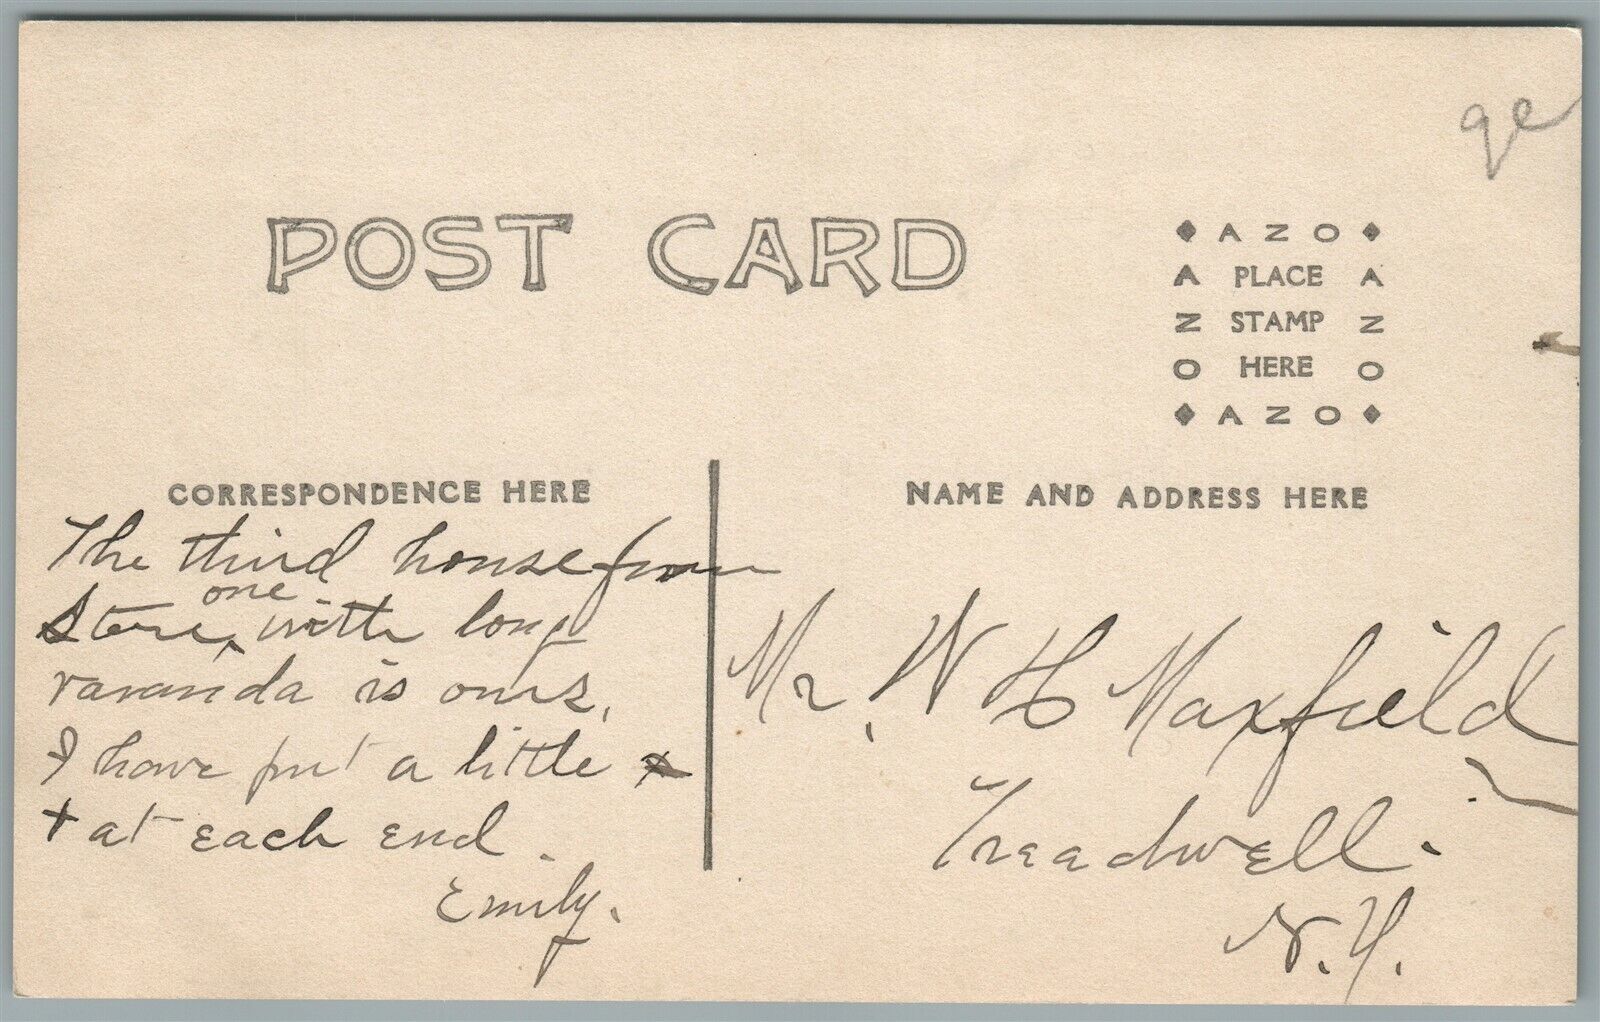 qe
POST CARD
AZO
A PLACE A
Z STAMP Z
O HERE O
AZO
CORRESPONDENCE HERE
The third house from
one
Store, with long
varanda is ours,
I have put a little x
+ at each end.
Emily.
NAME AND ADDRESS HERE
Mr. W H Maxfield
Treadwell.
N.Y.